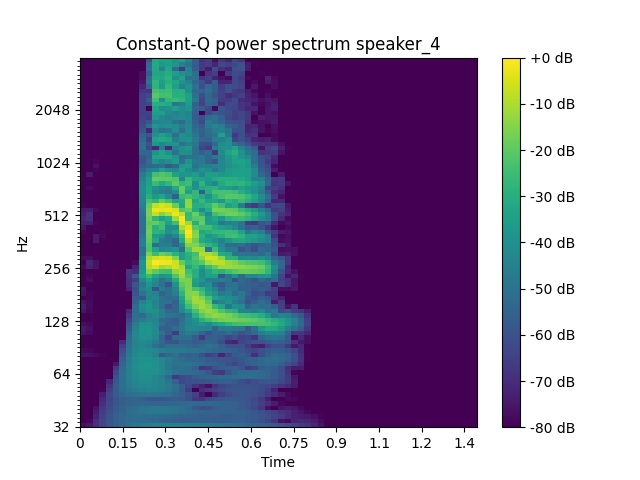 Constant-Q power spectrum speaker_4
Hz
2048
1024
512
256
128
64
32
0 0.15 0.3 0.45 0.6 0.75 0.9 1.1 1.2 1.4
Time
+0 dB
-10 dB
-20 dB
-30 dB
-40 dB
-50 dB
-60 dB
-70 dB
-80 dB